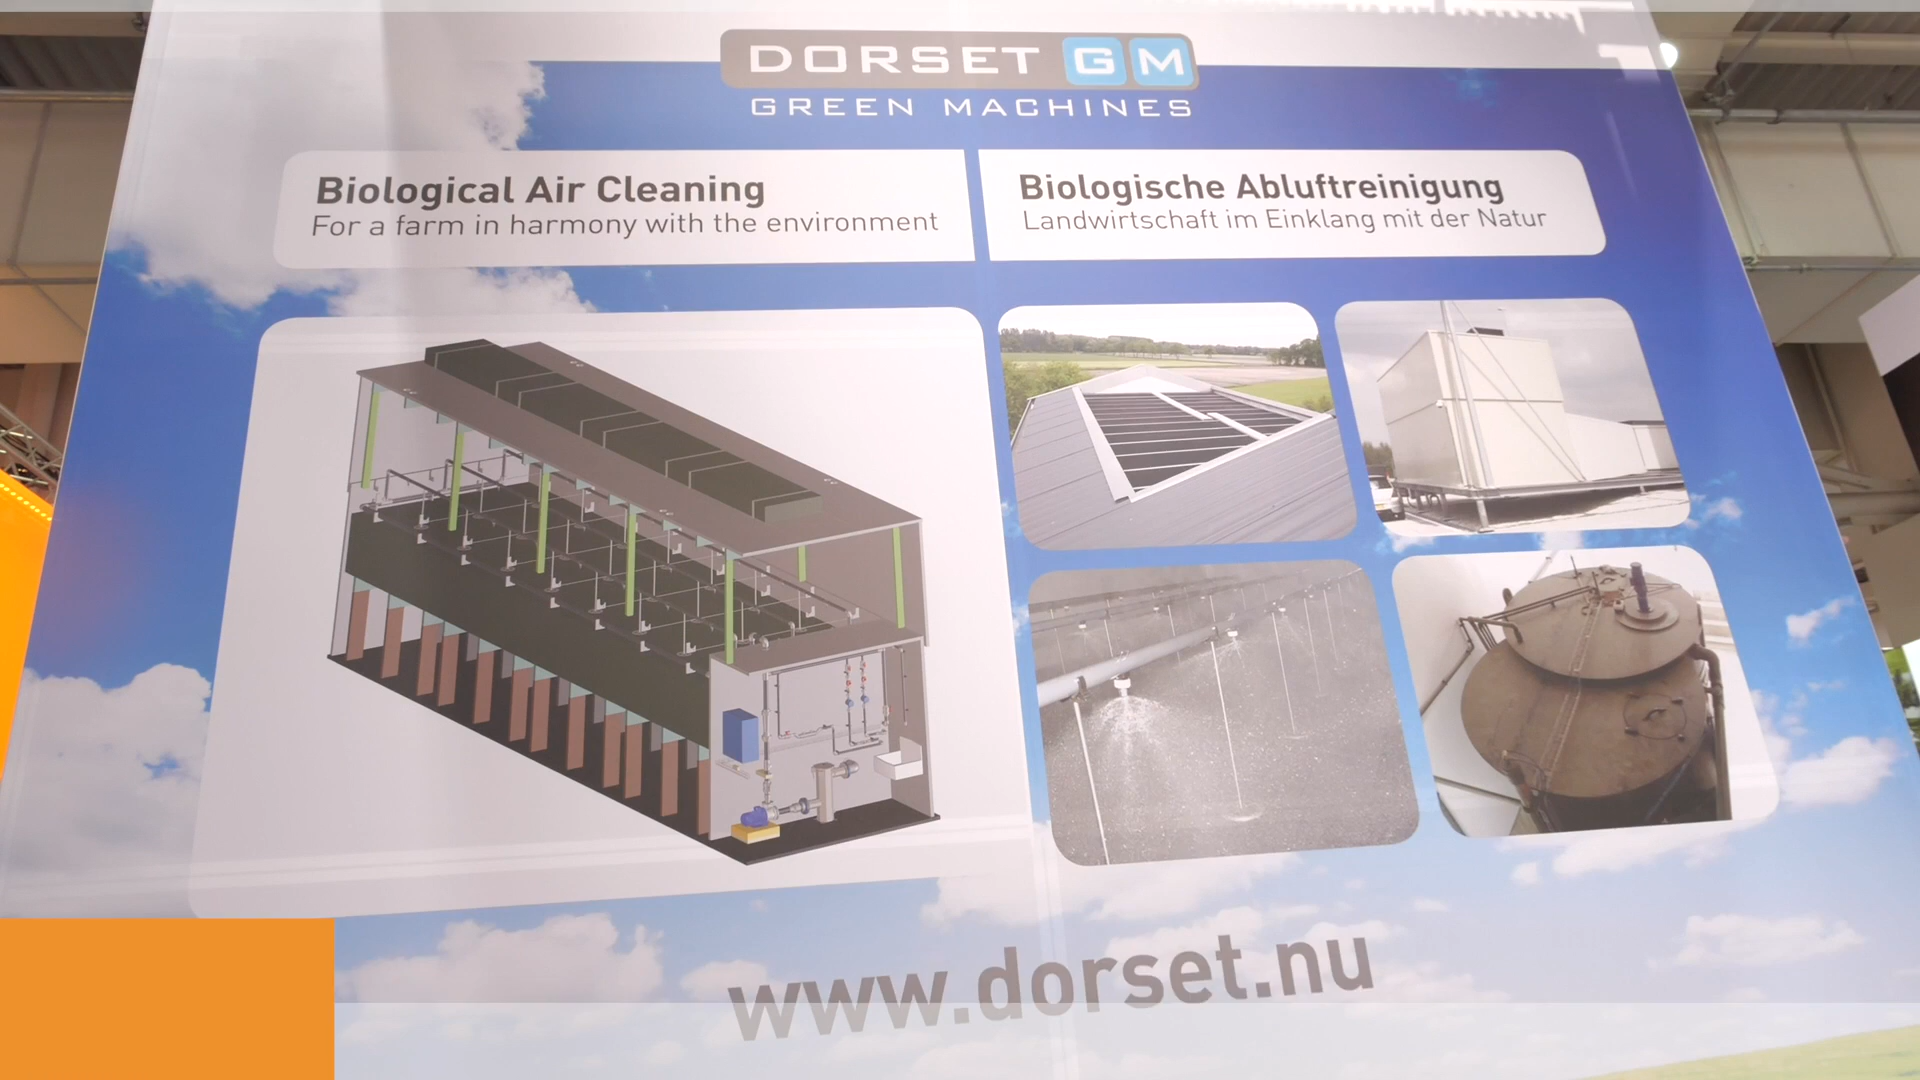 DORSET GM
GREEN MACHINES
Biological Air Cleaning
For a farm in harmony with the environment
Biologische Abluftreinigung
Landwirtschaft im Einklang mit der Natur
www.dorset.nu